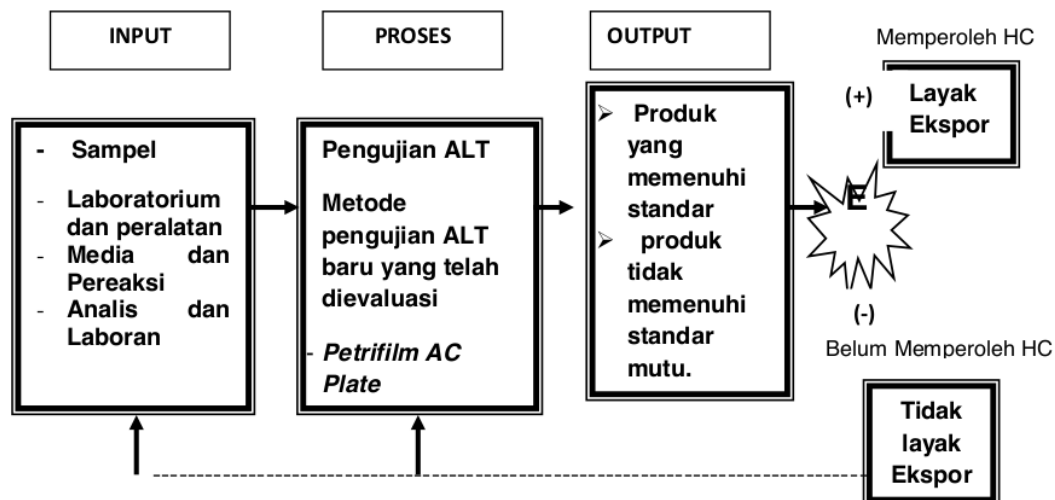 INPUT
PROSES
OUTPUT
Memperoleh HC
(+)
Layak
Ekspor
- Sampel
- Laboratorium
dan peralatan
- Media dan
Pereaksi
- Analis dan
Laboran
Pengujian ALT
Metode
pengujian ALT
baru yang telah
dievaluasi
- Petrifilm AC
Plate
➢ Produk
yang
memenuhi
standar
➢ produk
tidak
memenuhi
standar
mutu.
E
(-)
Belum Memperoleh HC
Tidak
layak
Ekspor